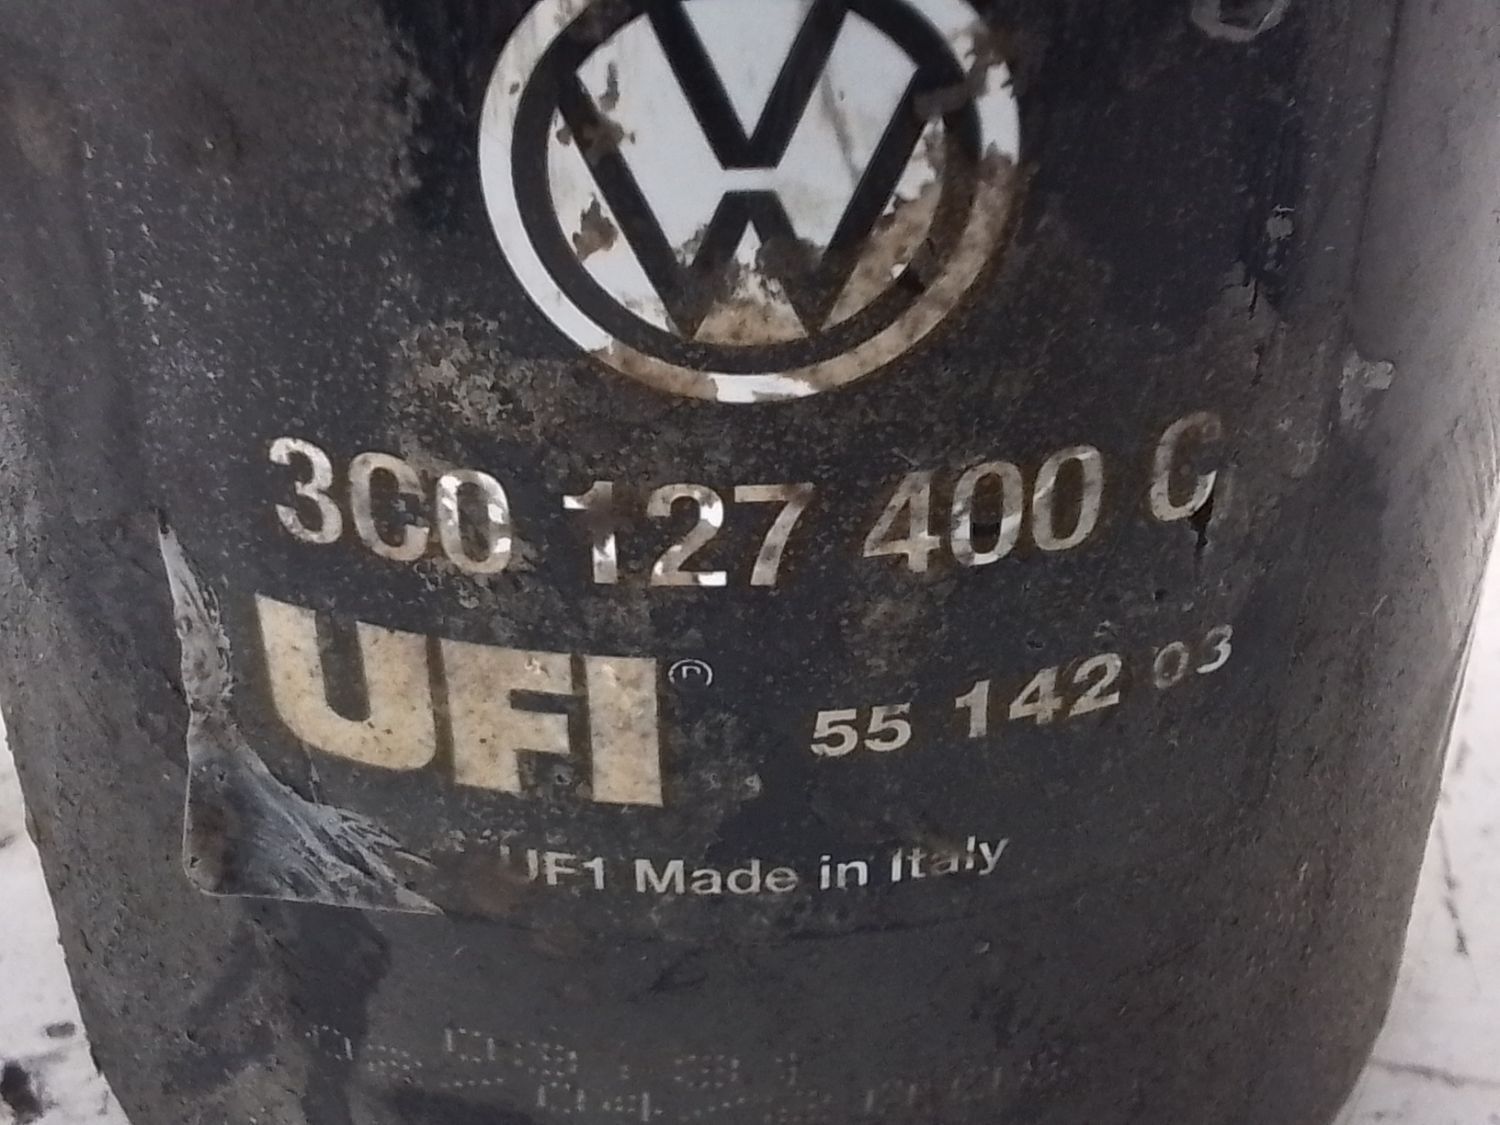 3C0 127 400 C
UFI® 55 142 03
UF1 Made in Italy